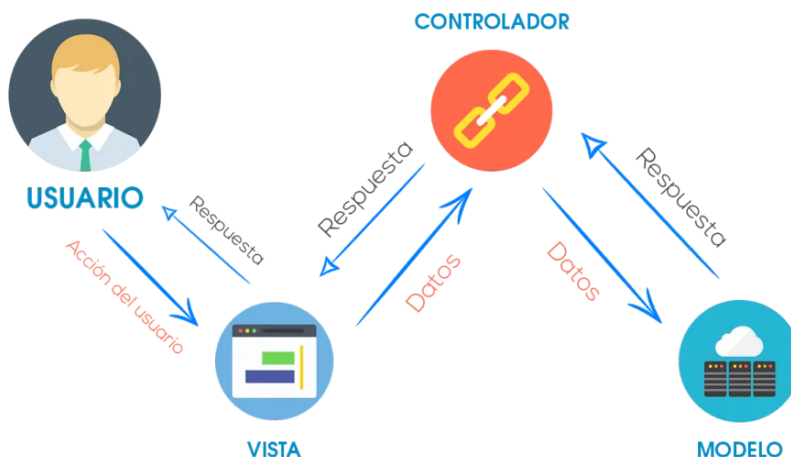 CONTROLADOR
USUARIO
Respuesta
Acción del usuario
Respuesta
Datos
Respuesta
Datos
VISTA
MODELO